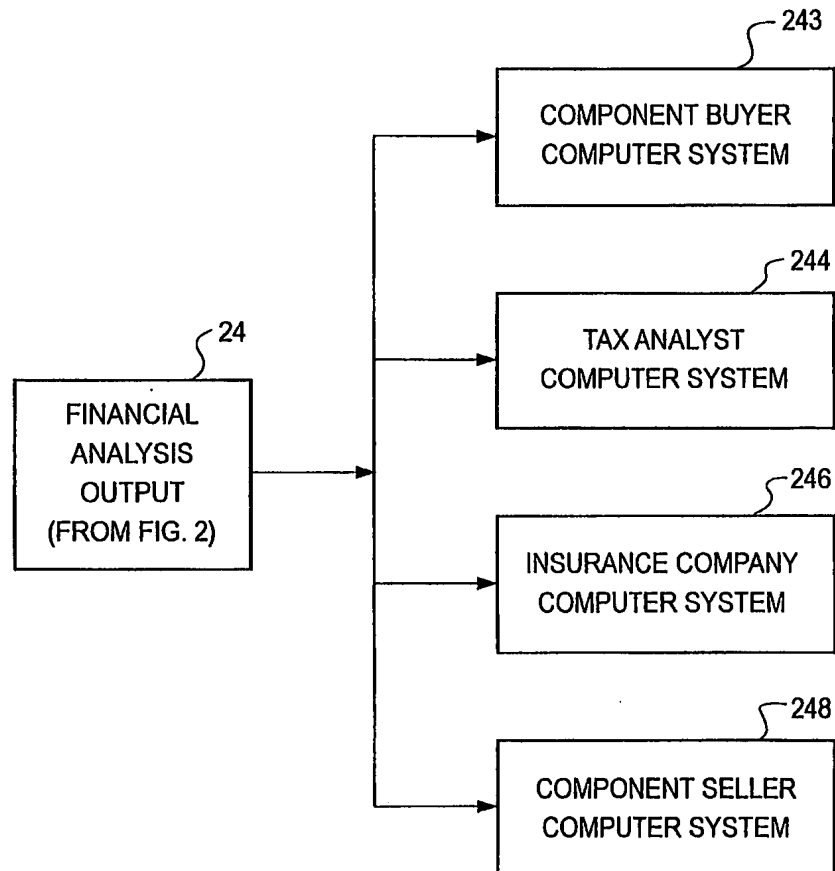 243
COMPONENT BUYER
COMPUTER SYSTEM
244
TAX ANALYST
COMPUTER SYSTEM
24
FINANCIAL
ANALYSIS
OUTPUT
(FROM FIG. 2)
246
INSURANCE COMPANY
COMPUTER SYSTEM
248
COMPONENT SELLER
COMPUTER SYSTEM